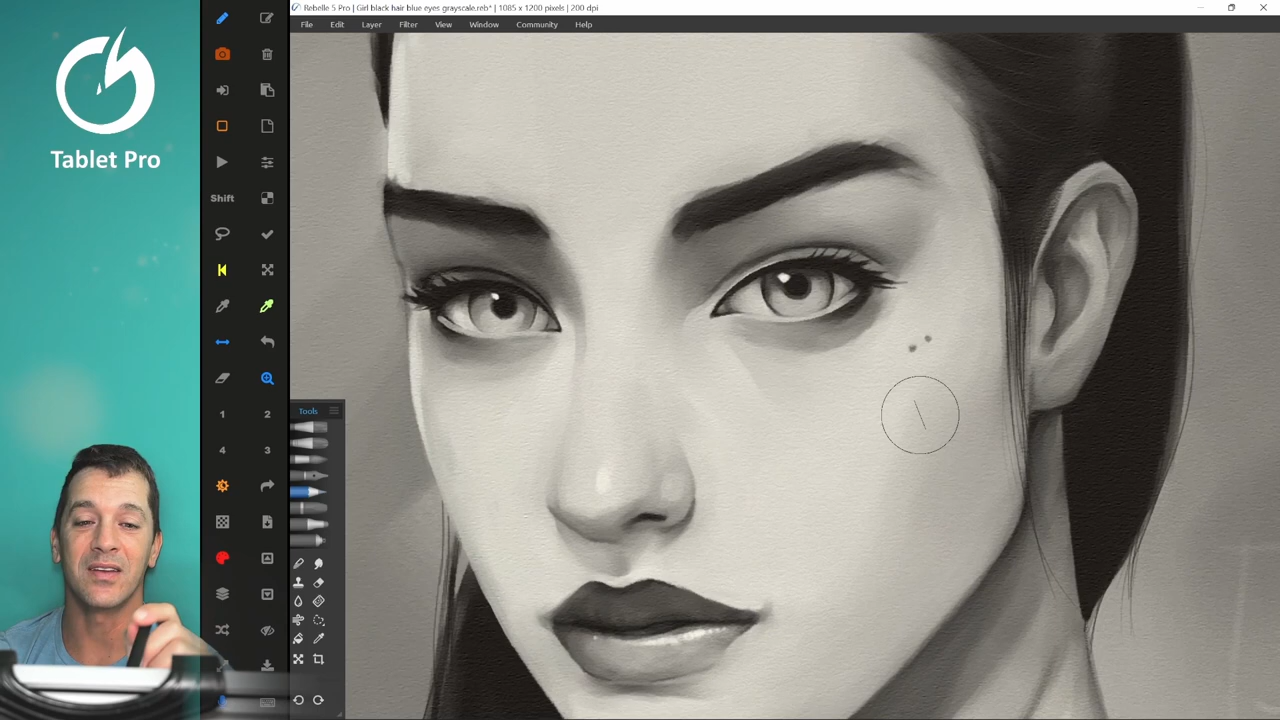 Rebelle 5 Pro | Girl black hair blue eyes grayscale.reb* | 1085 x 1200 pixels | 200 dpi
File Edit Layer Filter View Window Community Help
Tablet Pro
Shift
Tools
1 2
4 3